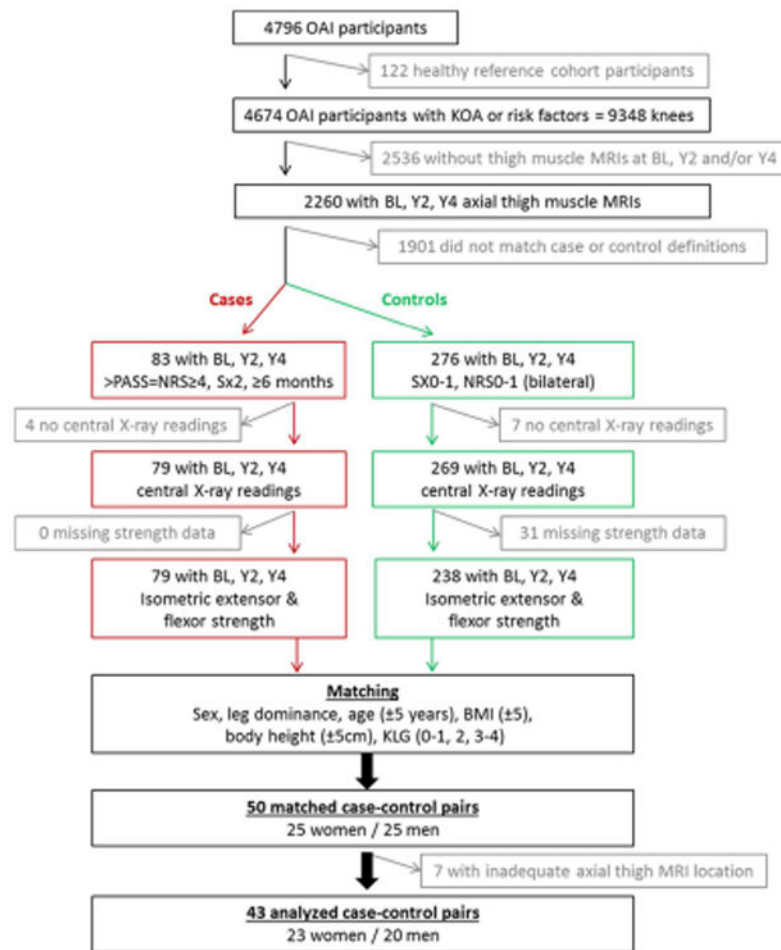 4796 OAI participants
122 healthy reference cohort participants
4674 OAI participants with KOA or risk factors = 9348 knees
2536 without thigh muscle MRIs at BL, Y2 and/or Y4
2260 with BL, Y2, Y4 axial thigh muscle MRIs
1901 did not match case or control definitions
Cases
Controls
83 with BL, Y2, Y4
>PASS=NRS≥4, Sx2, ≥6 months
276 with BL, Y2, Y4
SX0-1, NRS0-1 (bilateral)
4 no central X-ray readings
7 no central X-ray readings
79 with BL, Y2, Y4
central X-ray readings
269 with BL, Y2, Y4
central X-ray readings
0 missing strength data
31 missing strength data
79 with BL, Y2, Y4
Isometric extensor &
flexor strength
238 with BL, Y2, Y4
Isometric extensor &
flexor strength
Matching
Sex, leg dominance, age (±5 years), BMI (±5),
body height (±5cm), KLG (0-1, 2, 3-4)
50 matched case-control pairs
25 women / 25 men
7 with inadequate axial thigh MRI location
43 analyzed case-control pairs
23 women / 20 men